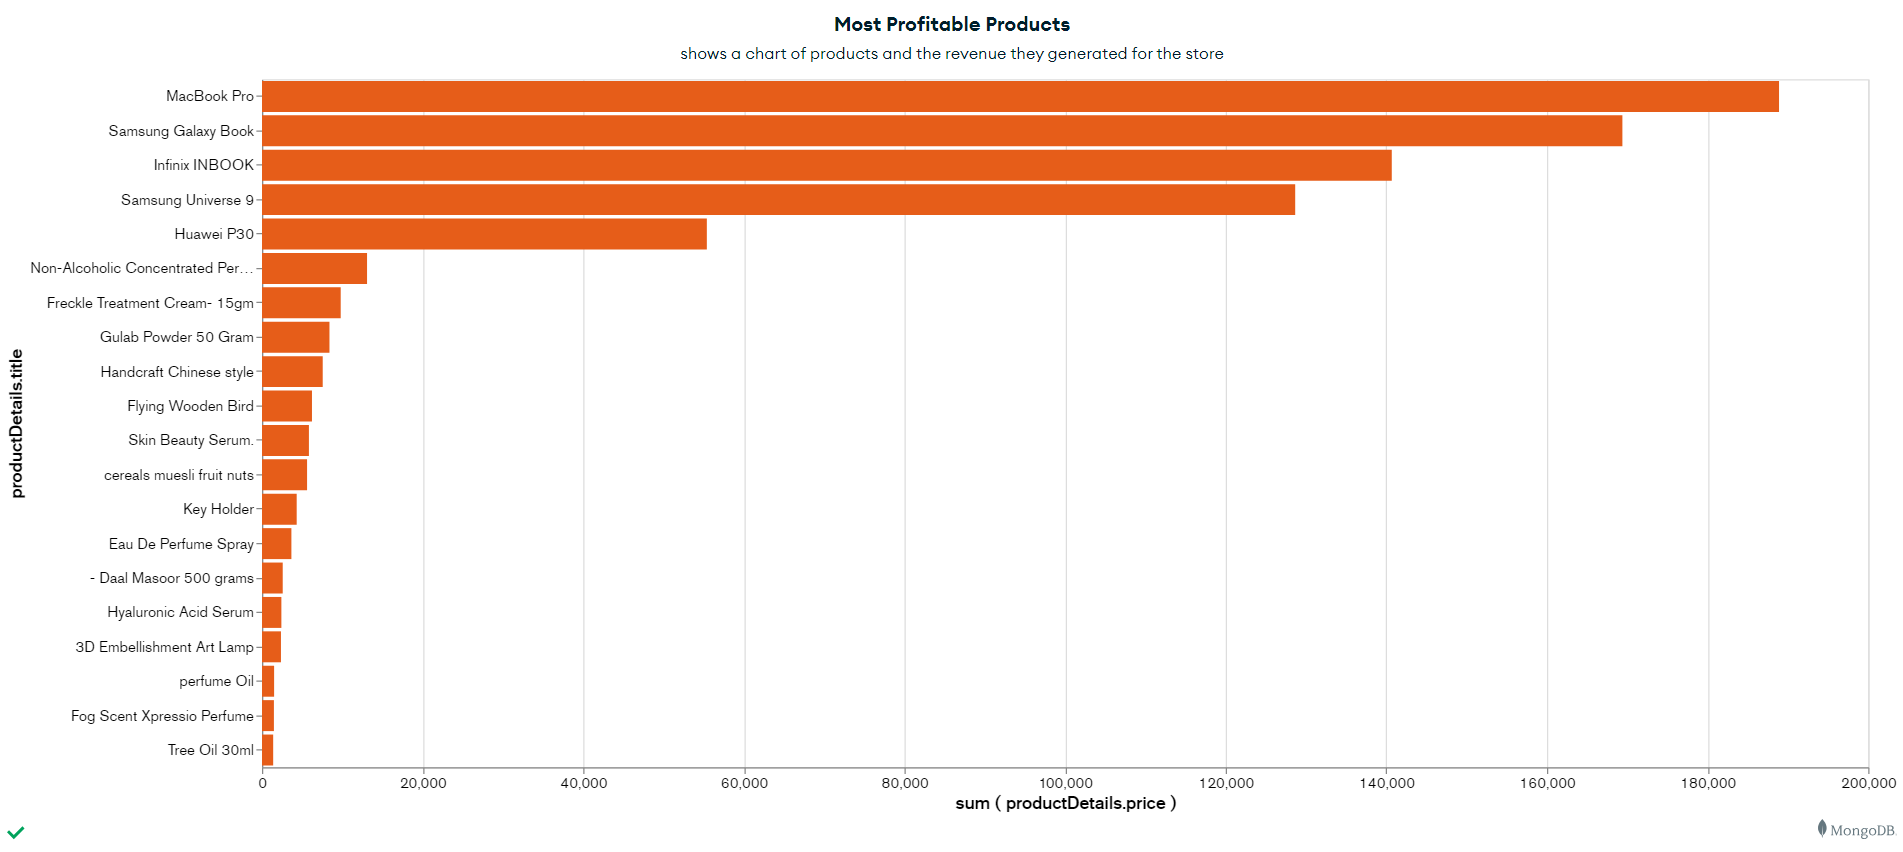 Most Profitable Products
shows a chart of products and the revenue they generated for the store
productDetails.title
MacBook Pro
Samsung Galaxy Book
Infinix INBOOK
Samsung Universe 9
Huawei P30
Non-Alcoholic Concentrated Per...
Freckle Treatment Cream- 15gm
Gulab Powder 50 Gram
Handcraft Chinese style
Flying Wooden Bird
Skin Beauty Serum.
cereals muesli fruit nuts
Key Holder
Eau De Perfume Spray
- Daal Masoor 500 grams
Hyaluronic Acid Serum
3D Embellishment Art Lamp
perfume Oil
Fog Scent Xpressio Perfume
Tree Oil 30ml
0 20,000 40,000 60,000 80,000 100,000 120,000 140,000 160,000 180,000 200,000
sum ( productDetails.price )
MongoDB